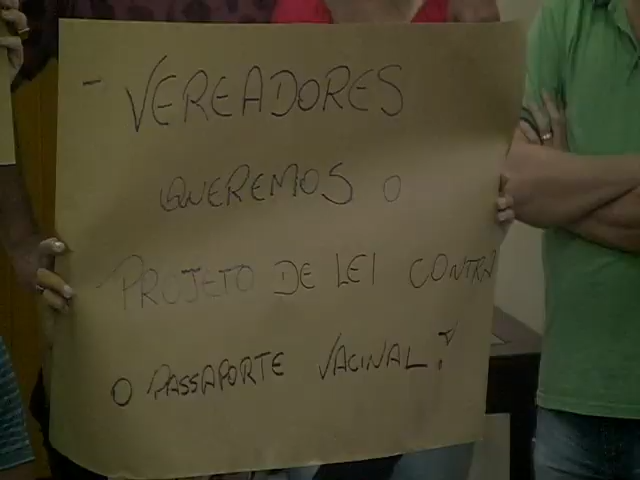 - VEREADORES
QUEREMOS O
PROJETO DE LEI CONTRA
O PASSAPORTE VACINAL!